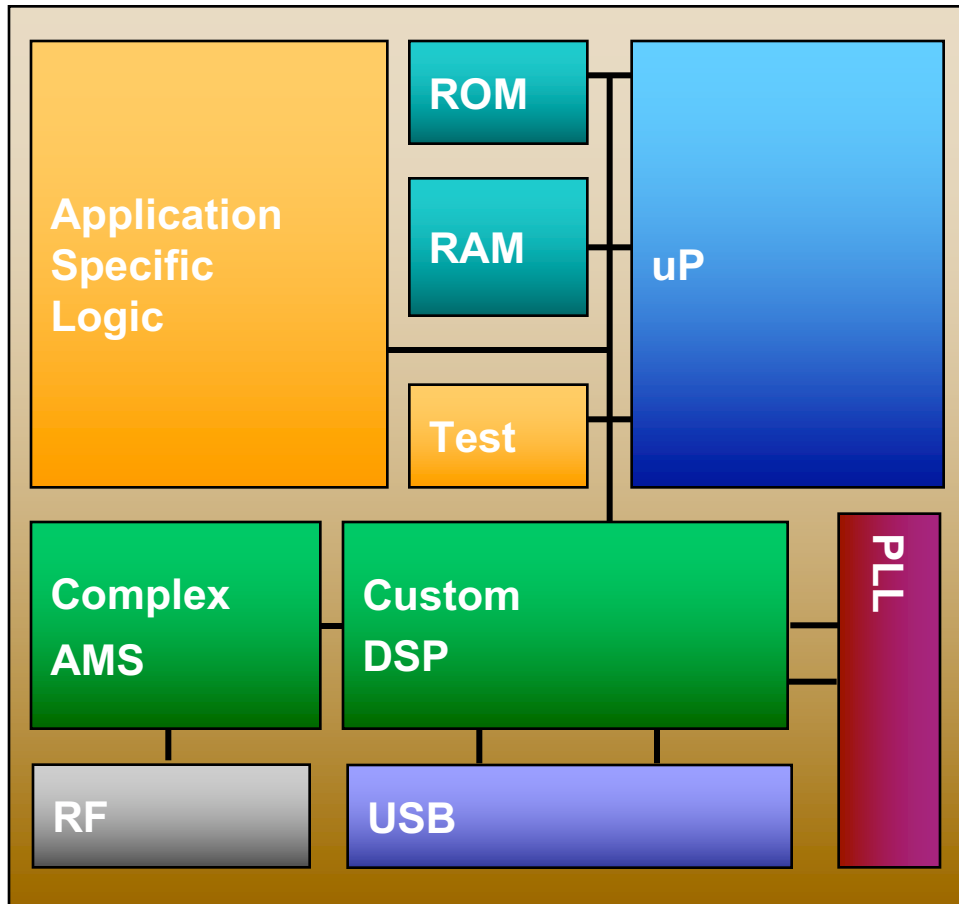 Application
Specific
Logic
ROM
RAM
Test
uP
Complex
AMS
Custom
DSP
PLL
RF
USB